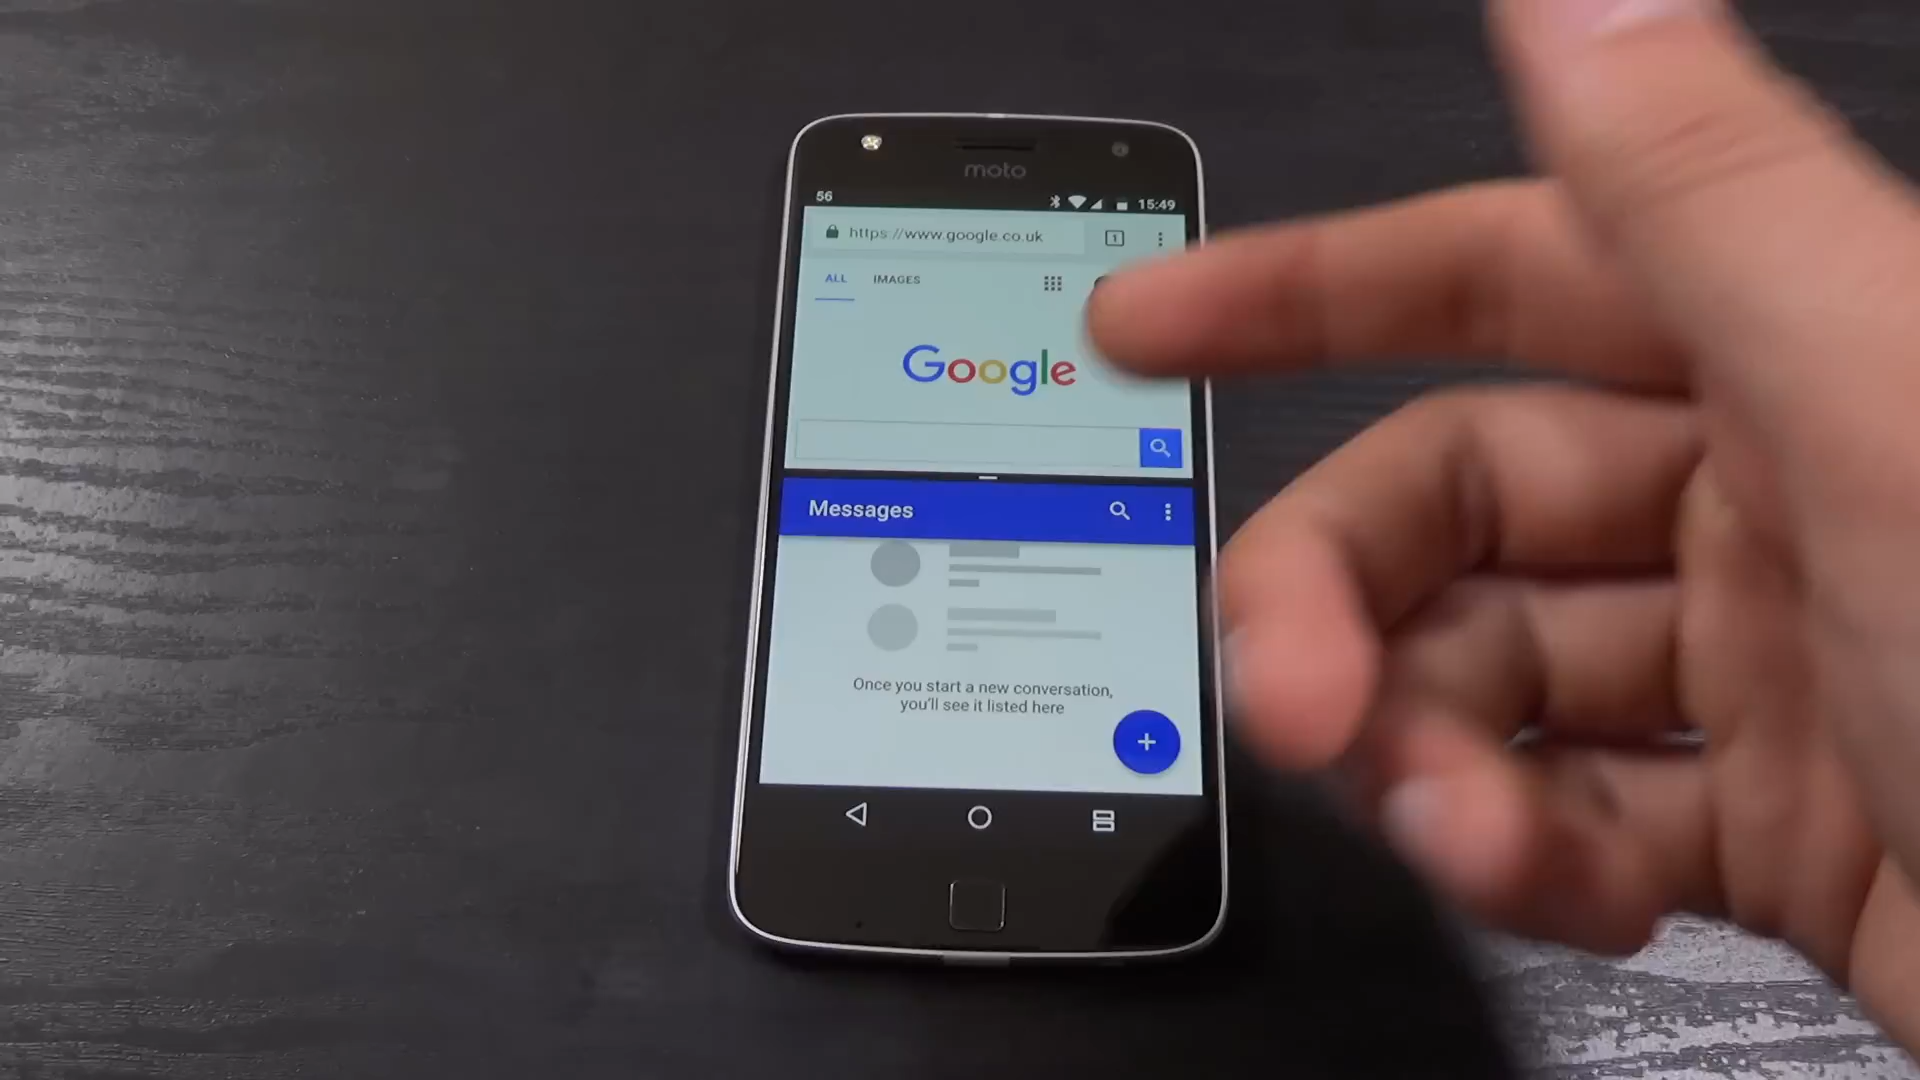 moto
56
15:49
https://www.google.co.uk
1
ALL IMAGES
Google
Messages
Once you start a new conversation,
you'll see it listed here